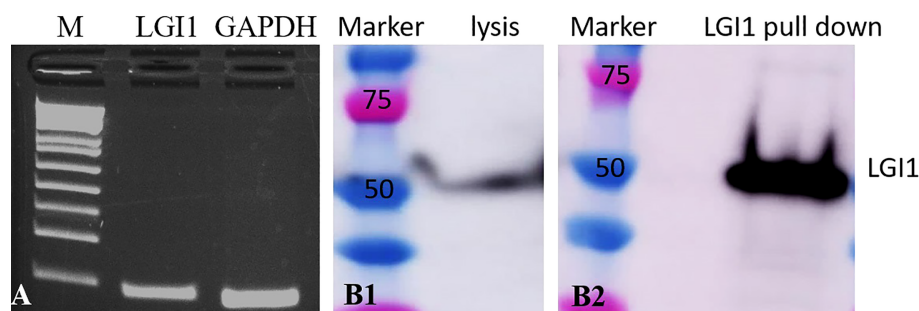 M LGI1 GAPDH
Marker lysis
Marker LGI1 pull down
75
50
75
50
LGI1
A
B1
B2